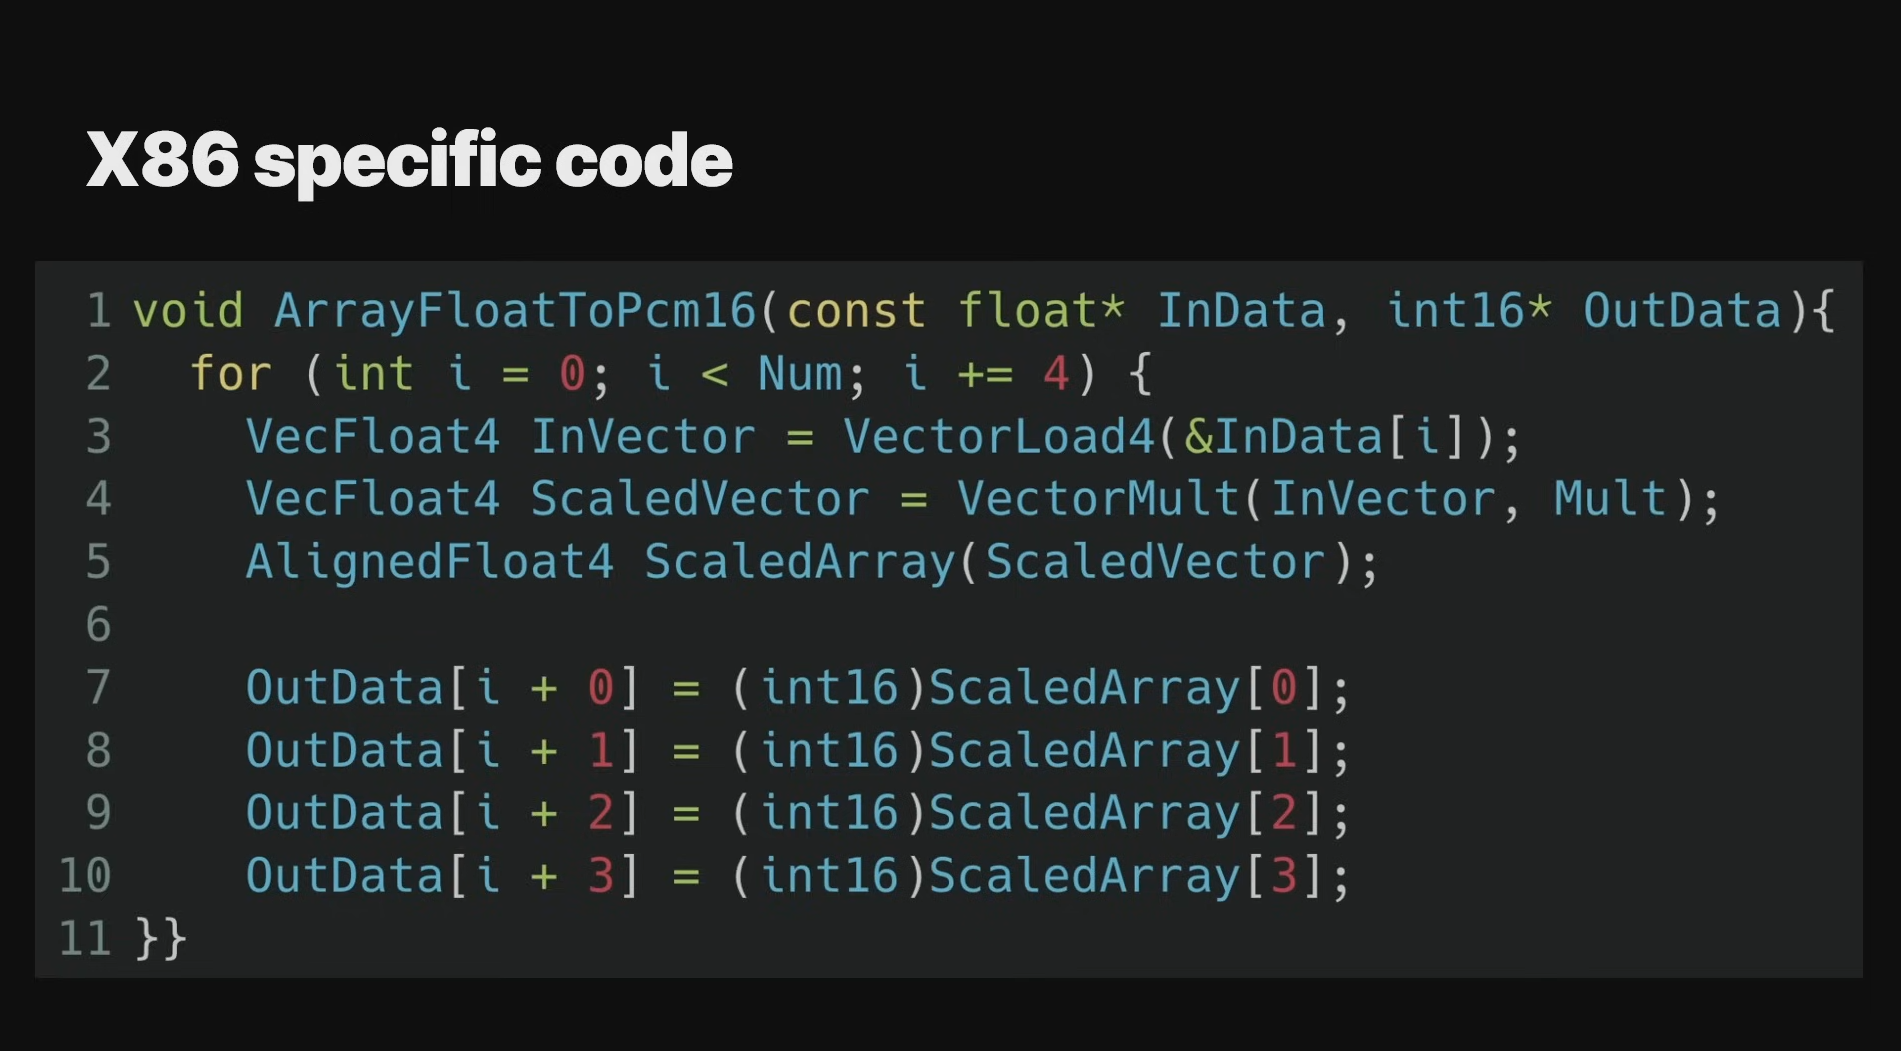 X86 specific code
1 void ArrayFloatToPcm16(const float* InData, int16* OutData){
2   for (int i = 0; i < Num; i += 4) {
3     VecFloat4 InVector = VectorLoad4(&InData[i]);
4     VecFloat4 ScaledVector = VectorMult(InVector, Mult);
5     AlignedFloat4 ScaledArray(ScaledVector);
6
7     OutData[i + 0] = (int16)ScaledArray[0];
8     OutData[i + 1] = (int16)ScaledArray[1];
9     OutData[i + 2] = (int16)ScaledArray[2];
10     OutData[i + 3] = (int16)ScaledArray[3];
11 }}